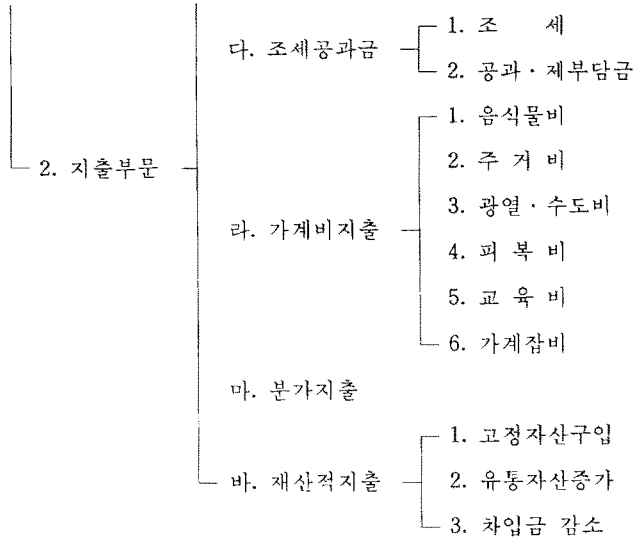 1. 조 세
다. 조세공과금
2. 공과·제부담금
1. 음식물비
2. 지출부문
2. 주 거 비
3. 광열·수도비
라. 가계비지출
4. 피 복 비
5. 교 육 비
6. 가계잡비
마. 분가지출
1. 고정자산구입
바. 재산적지출
2. 유통자산증가
3. 차입금 감소